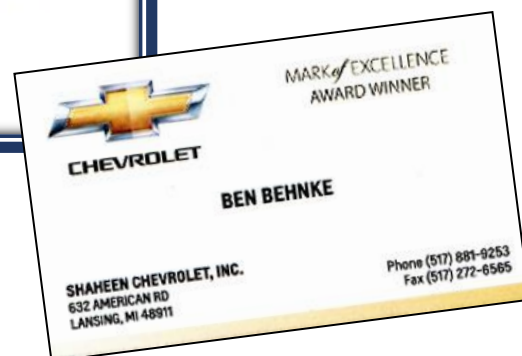 MARK of EXCELLENCE
AWARD WINNER
CHEVROLET
BEN BEHNKE
SHAHEEN CHEVROLET, INC.
632 AMERICAN RD
LANSING, MI 48911
Phone (517) 881-9253
Fax (517) 272-6565